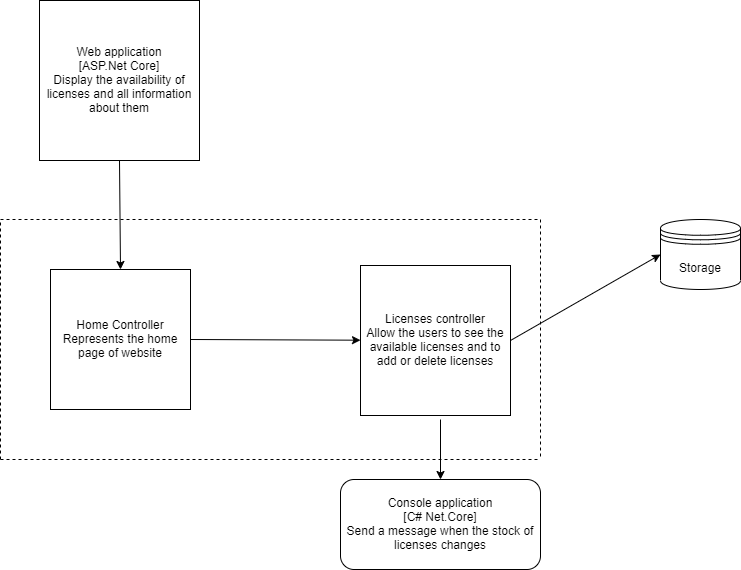 Web application
[ASP.Net Core]
Display the availability of
licenses and all information
about them
Home Controller
Represents the home
page of website
Licenses controller
Allow the users to see the
available licenses and to
add or delete licenses
Storage
Console application
[C# Net.Core]
Send a message when the stock of
licenses changes